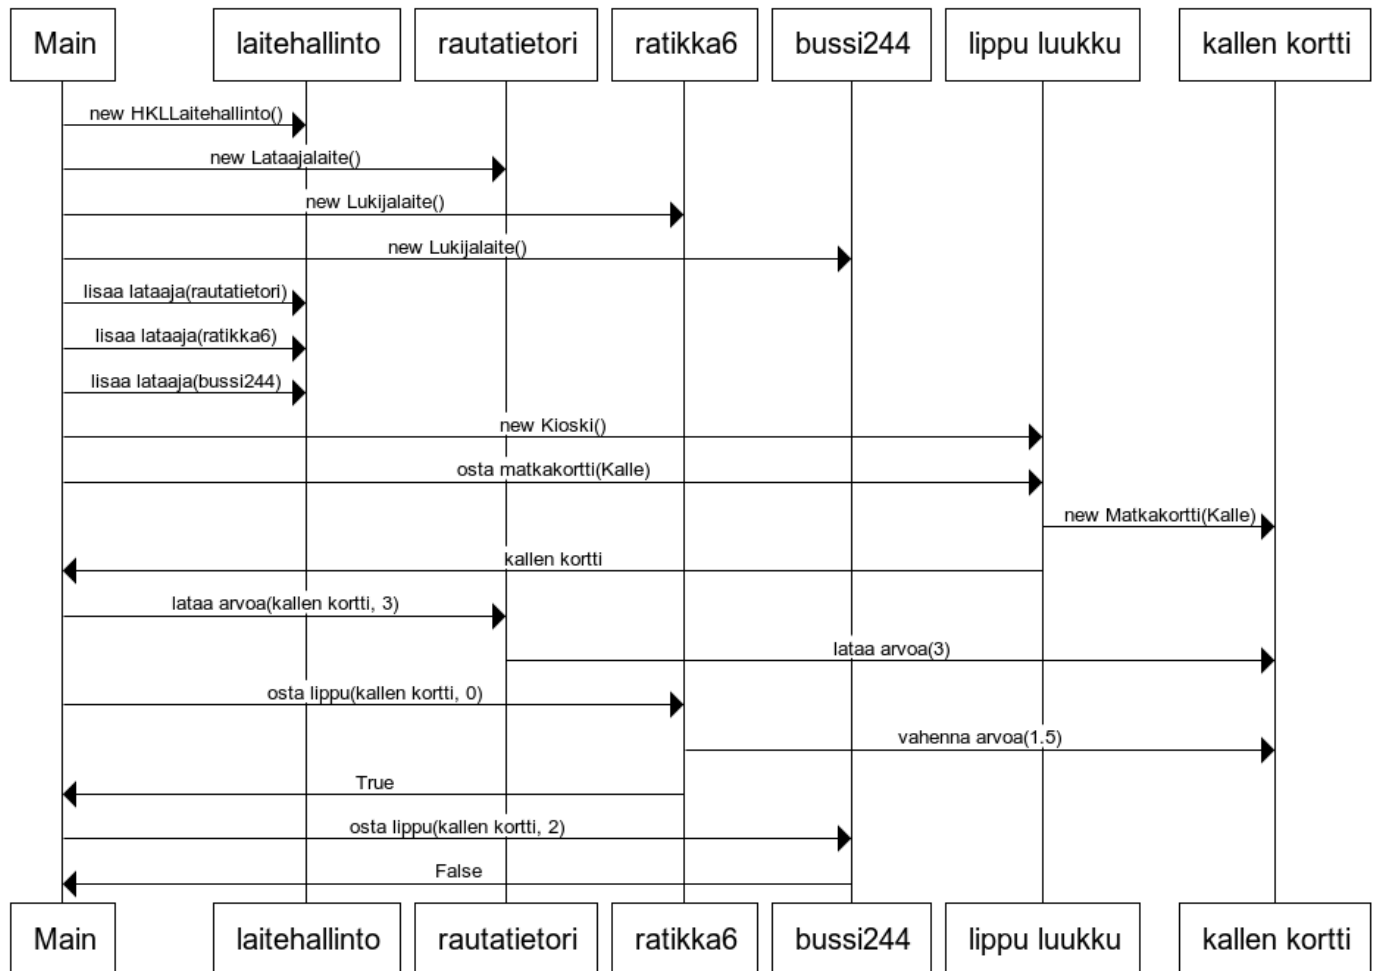 Main
laitehallinto
rautatietori
ratikka6
bussi244
lippu luukku
kallen kortti
new HKLLaitehallinto()
new Lataajalaite()
new Lukijalaite()
new Lukijalaite()
lisaa lataaja(rautatietori)
lisaa lataaja(ratikka6)
lisaa lataaja(bussi244)
new Kioski()
osta matkakortti(Kalle)
new Matkakortti(Kalle)
kallen kortti
lataa arvoa(kallen kortti, 3)
lataa arvoa(3)
osta lippu(kallen kortti, 0)
vahenna arvoa(1.5)
True
osta lippu(kallen kortti, 2)
False
Main
laitehallinto
rautatietori
ratikka6
bussi244
lippu luukku
kallen kortti